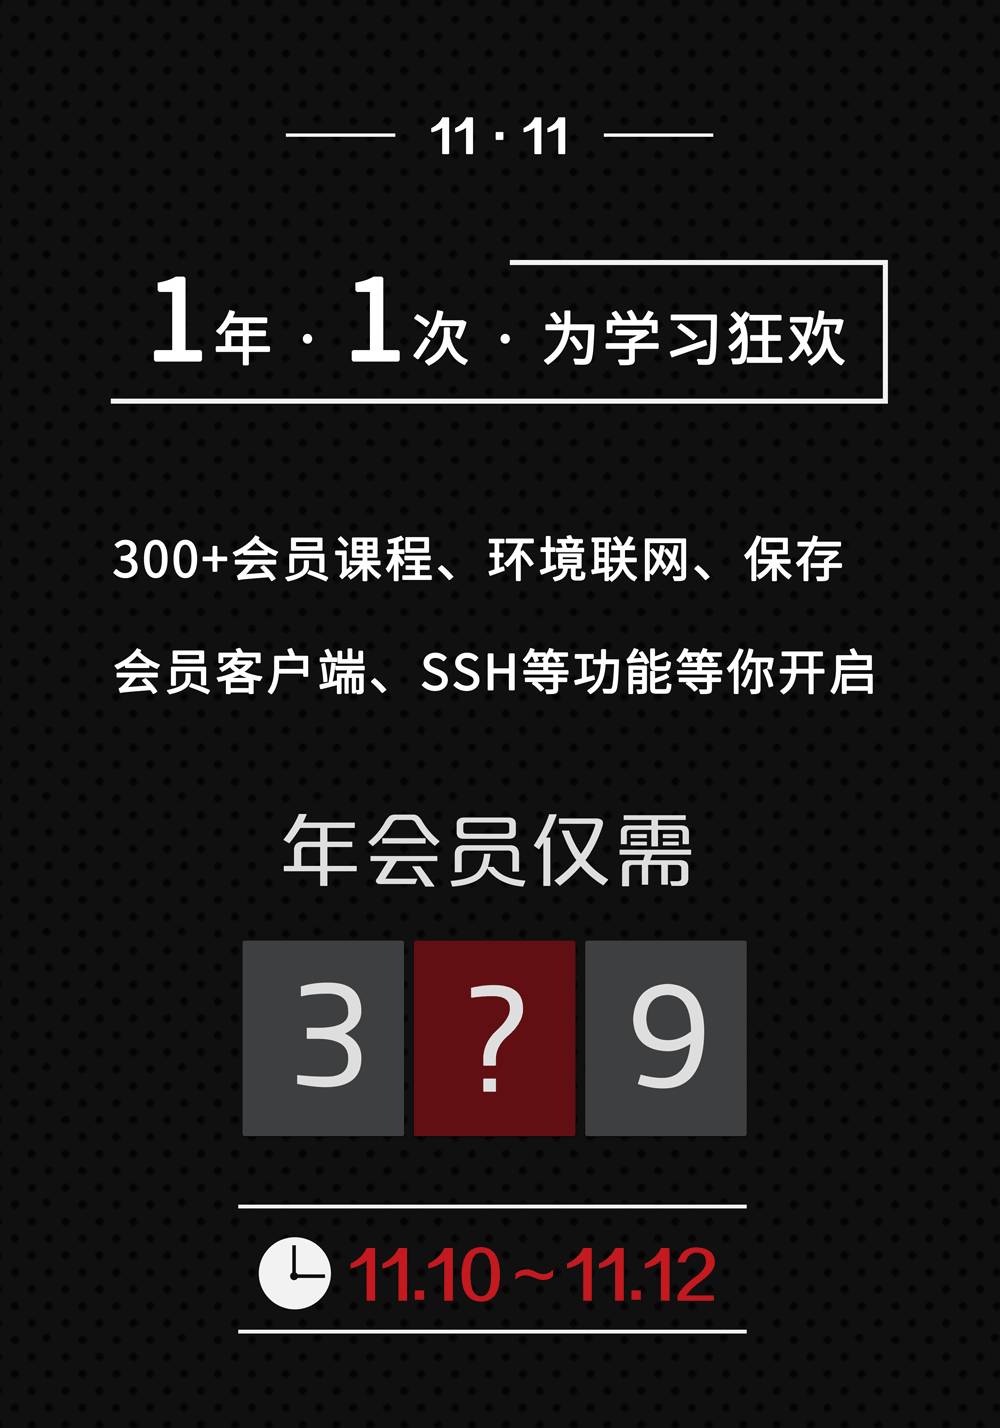 11·11
1年·1次·为学习狂欢
300+会员课程、环境联网、保存
会员客户端、SSH等功能等你开启
年会员仅需
3?9
11.10~11.12